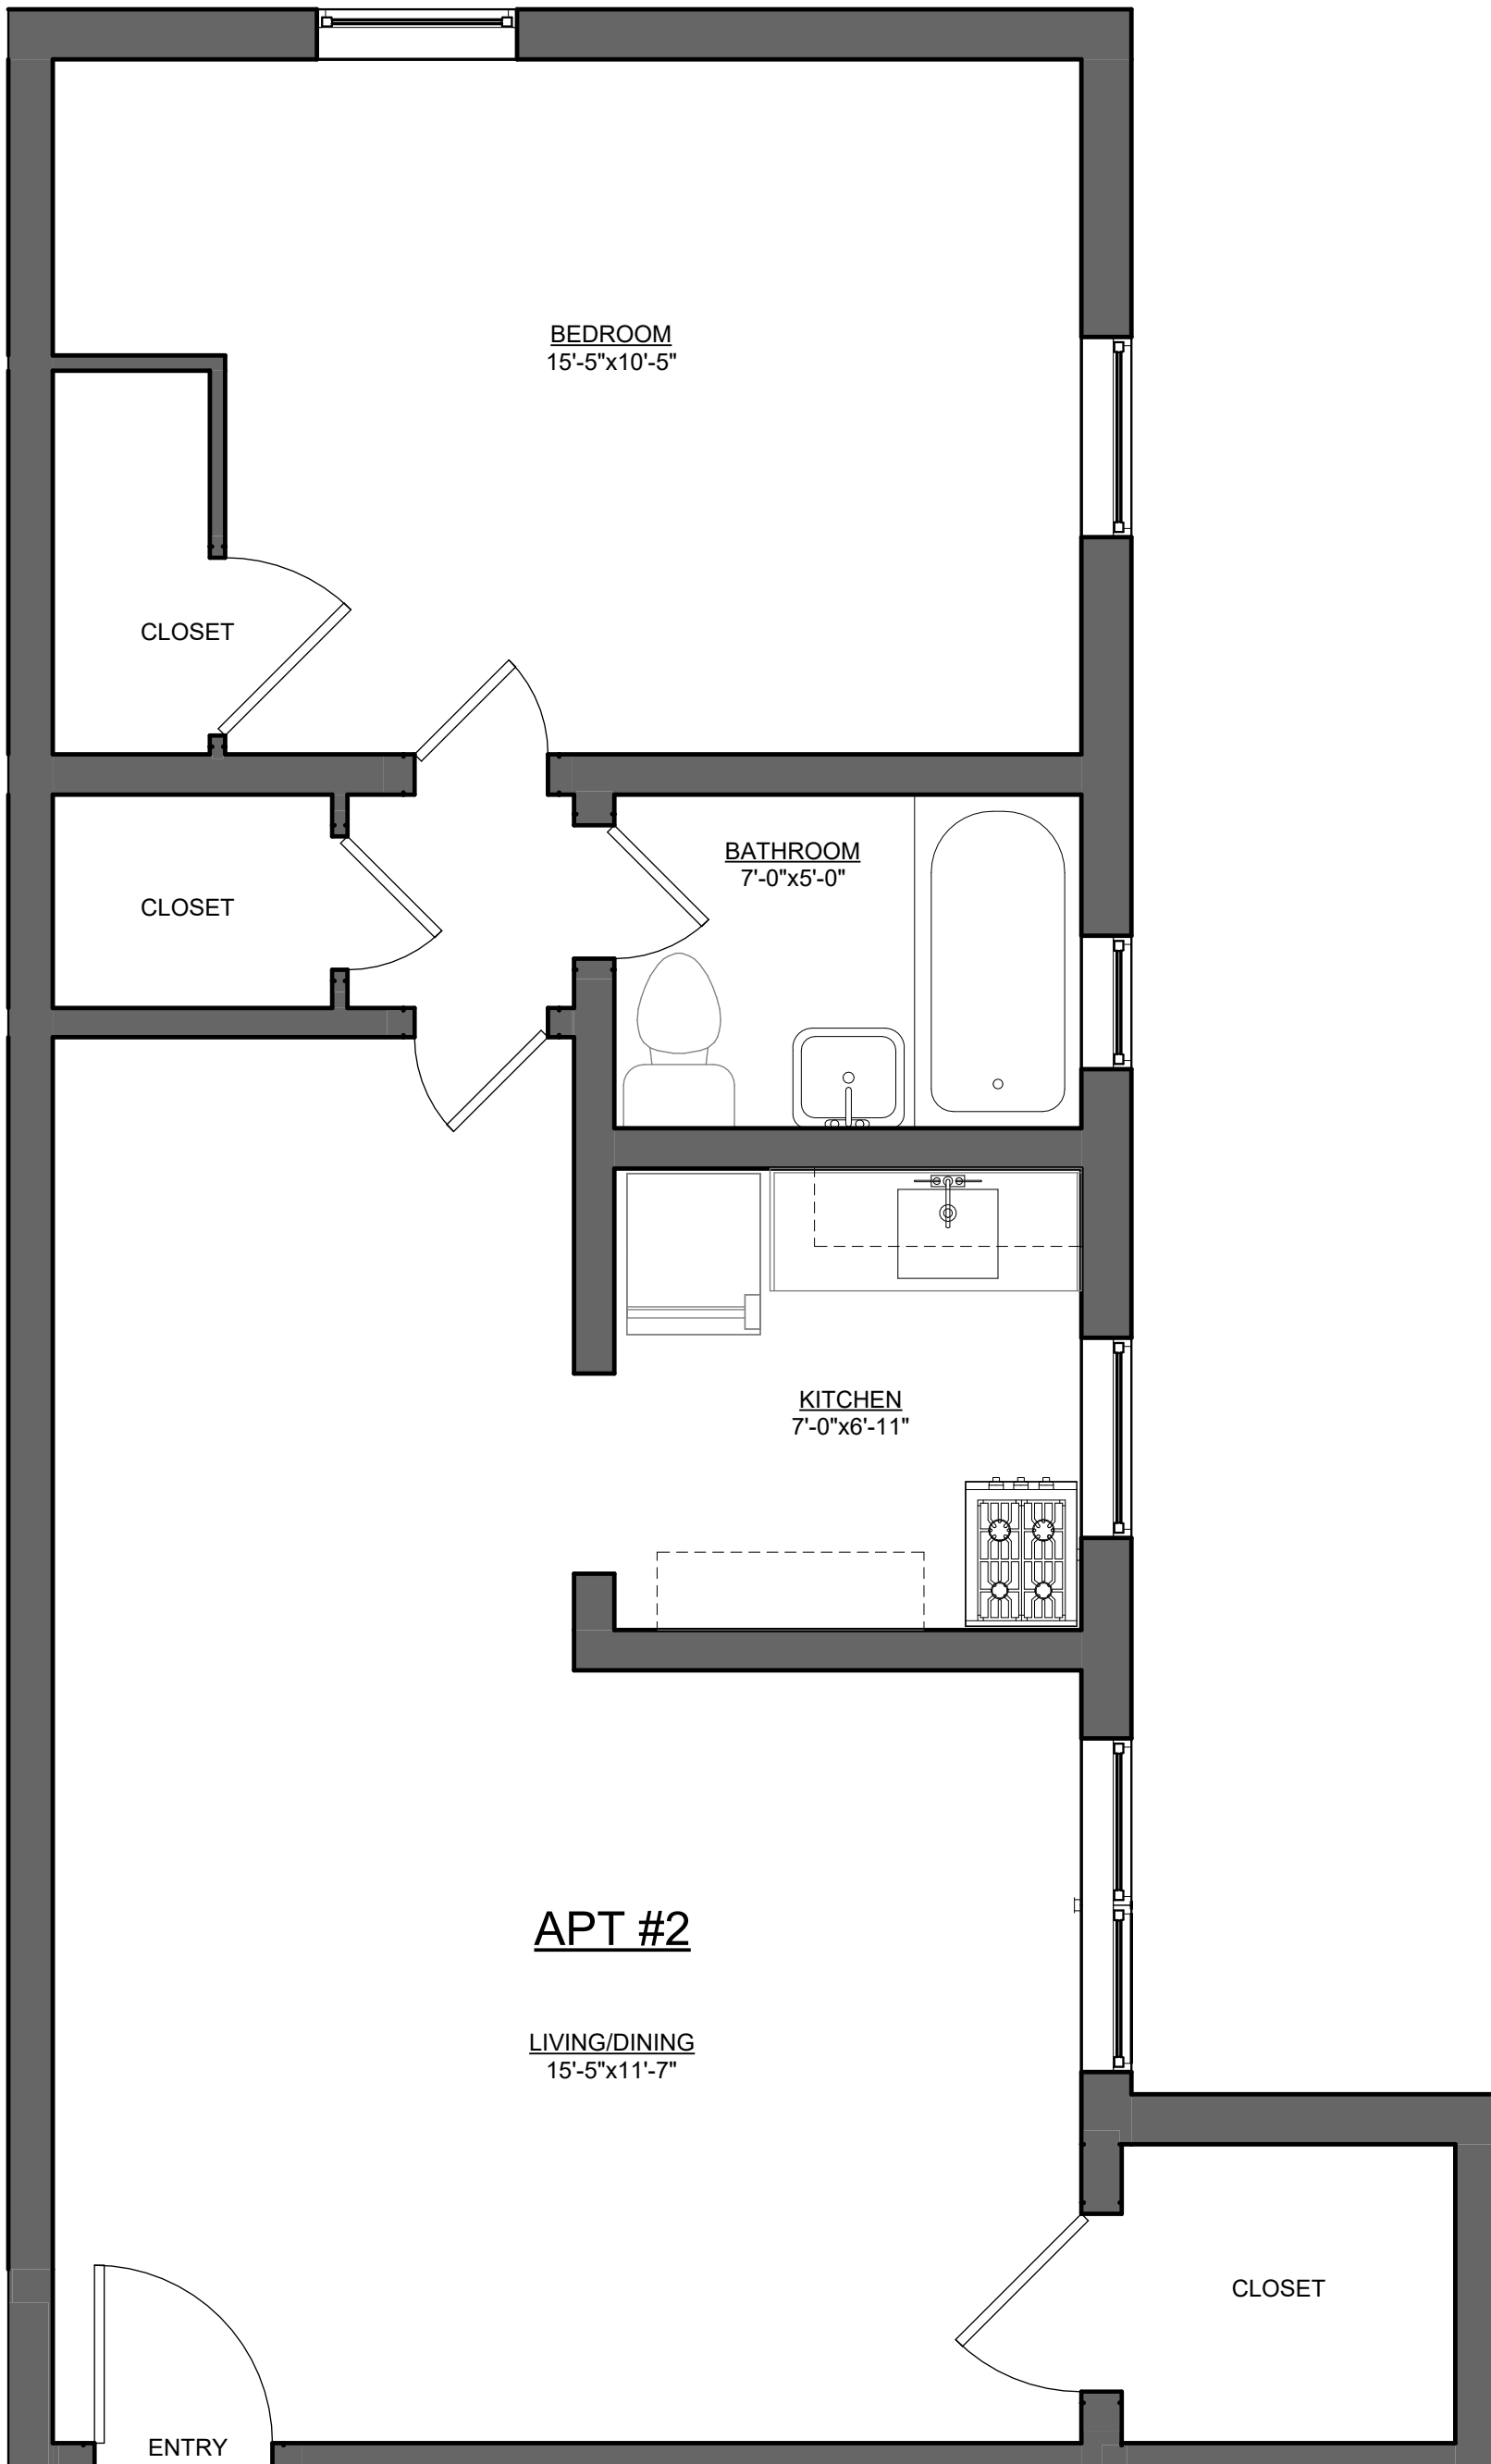 BEDROOM
15'-5"x10'-5"
CLOSET
BATHROOM
7'-0"x5'-0"
CLOSET
KITCHEN
7'-0"x6'-11"
APT #2
LIVING/DINING
15'-5"x11'-7"
CLOSET
ENTRY